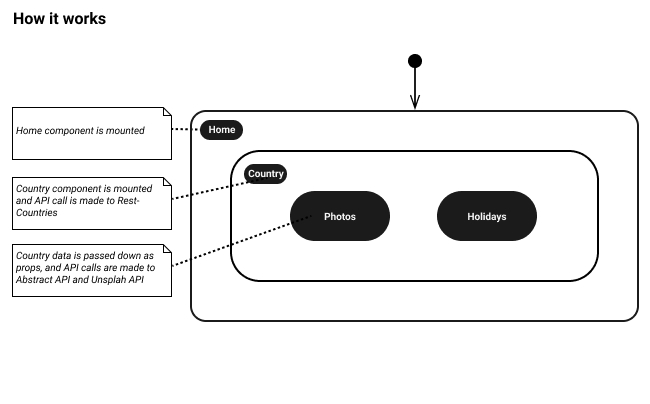 How it works
Home component is mounted
Home
Country component is mounted
and API call is made to Rest-
Countries
Country
Photos
Holidays
Country data is passed down as
props, and API calls are made to
Abstract API and Unsplah API